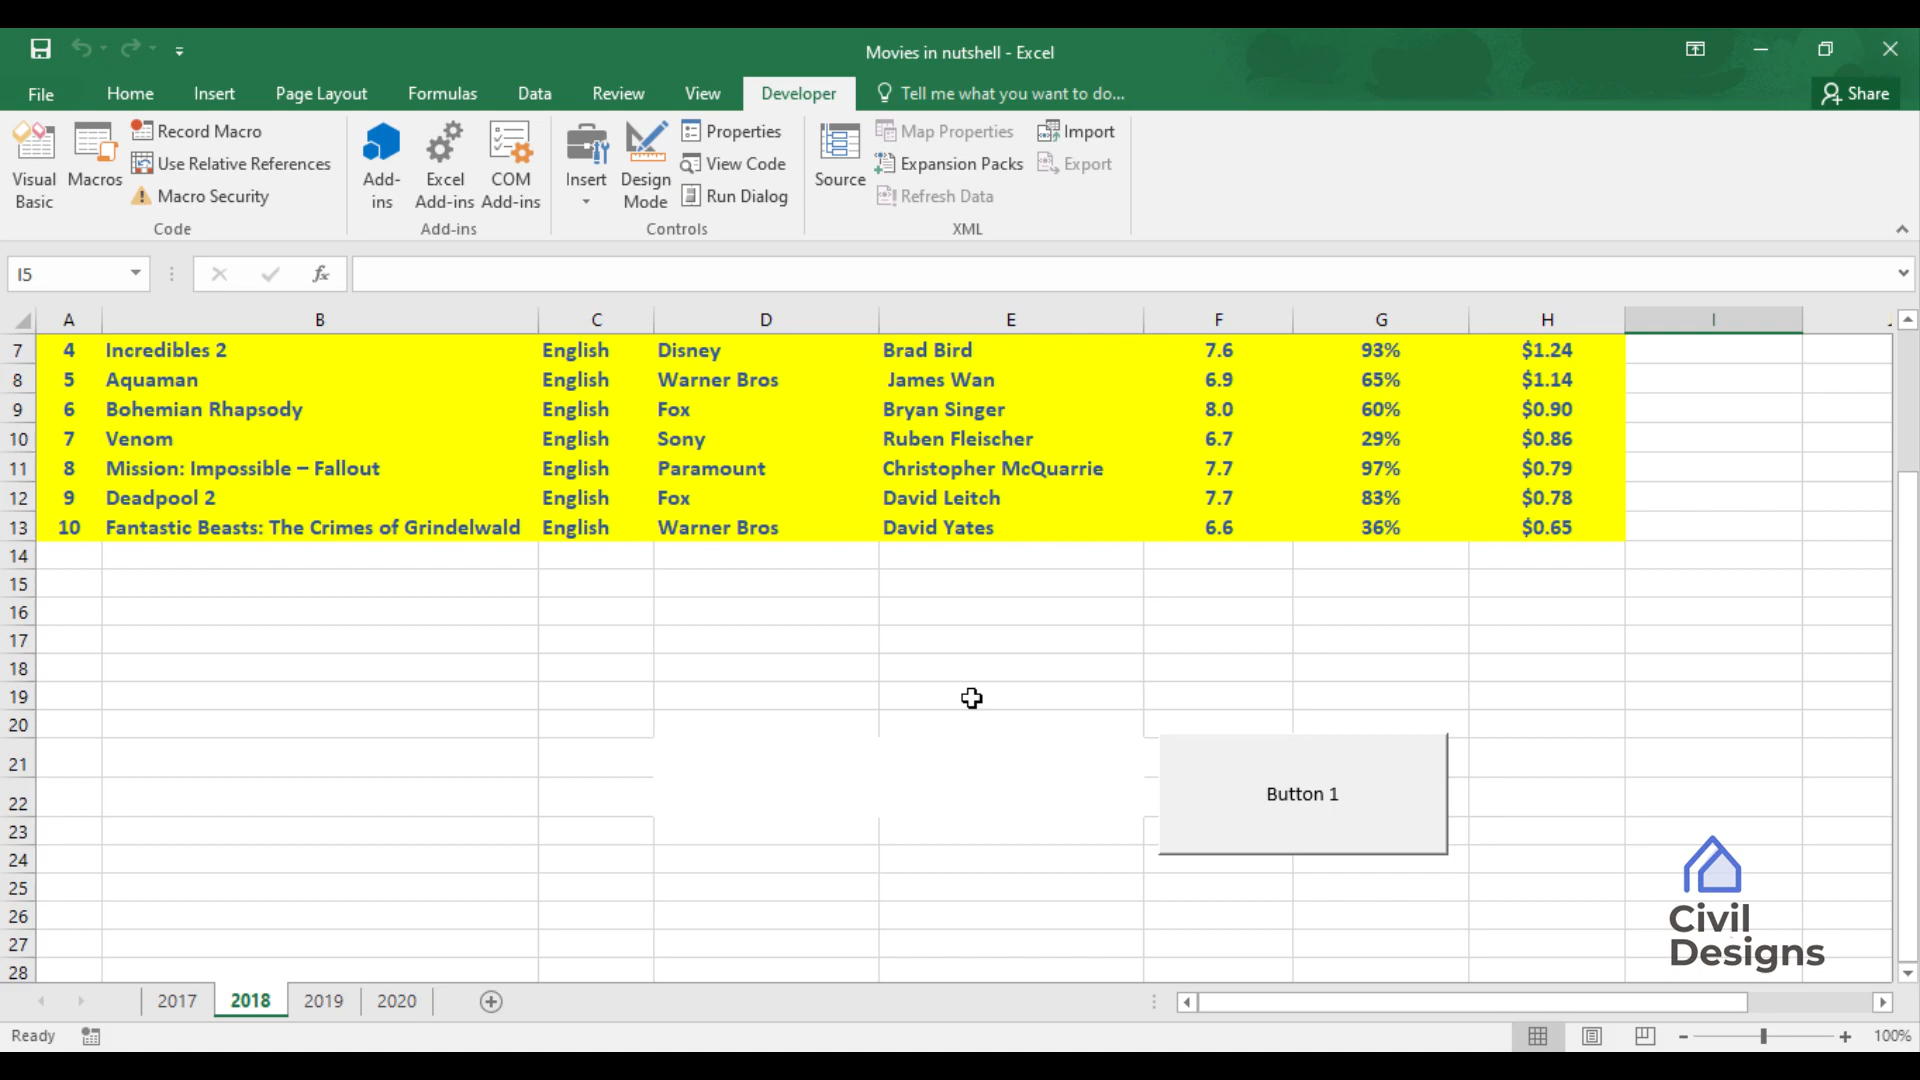 Movies in nutshell - Excel
File Home Insert Page Layout Formulas Data Review View Developer Tell me what you want to do... Share
Visual Basic
Macros
Record Macro
Use Relative References
Macro Security
Code
Add-ins
Excel Add-ins
COM Add-ins
Add-ins
Insert
Design Mode
Properties
View Code
Run Dialog
Controls
Source
Map Properties
Expansion Packs
Refresh Data
Import
Export
XML
I5 fx
A B C D E F G H I
7 4 Incredibles 2 English Disney Brad Bird 7.6 93% $1.24
8 5 Aquaman English Warner Bros James Wan 6.9 65% $1.14
9 6 Bohemian Rhapsody English Fox Bryan Singer 8.0 60% $0.90
10 7 Venom English Sony Ruben Fleischer 6.7 29% $0.86
11 8 Mission: Impossible – Fallout English Paramount Christopher McQuarrie 7.7 97% $0.79
12 9 Deadpool 2 English Fox David Leitch 7.7 83% $0.78
13 10 Fantastic Beasts: The Crimes of Grindelwald English Warner Bros David Yates 6.6 36% $0.65
14
15
16
17
18
19
20
21
22
23
24
25
26
27
28
Button 1
Civil
Designs
2017 2018 2019 2020
Ready 100%